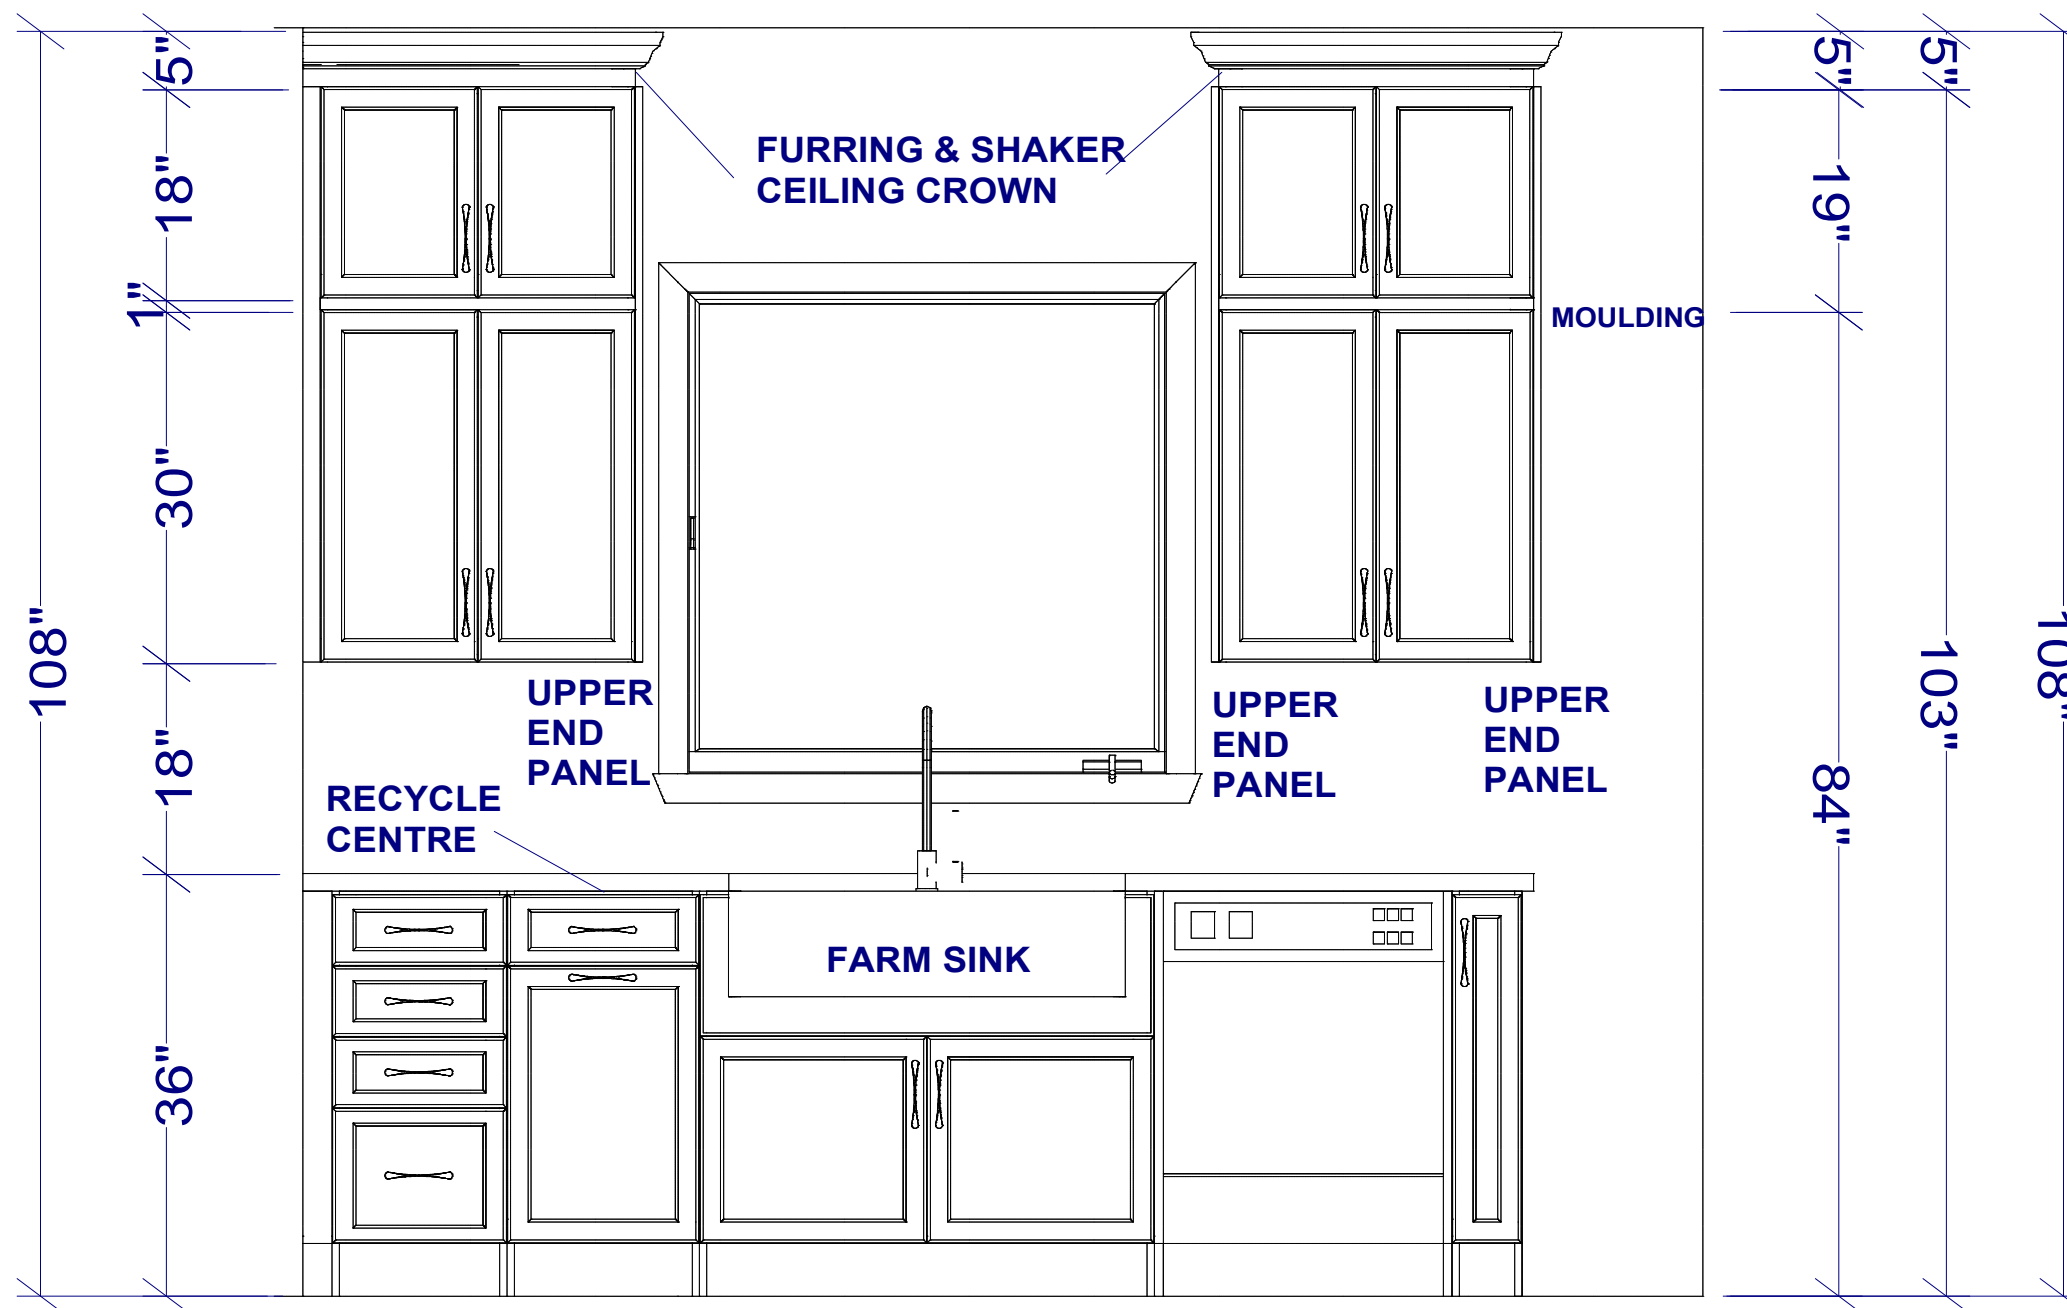 5"
5"
5"
18"
FURRING & SHAKER
CEILING CROWN
19"
1"
MOULDING
30"
108"
103"
108"
UPPER
END
PANEL
UPPER
END
PANEL
UPPER
END
PANEL
18"
84"
RECYCLE
CENTRE
FARM SINK
36"